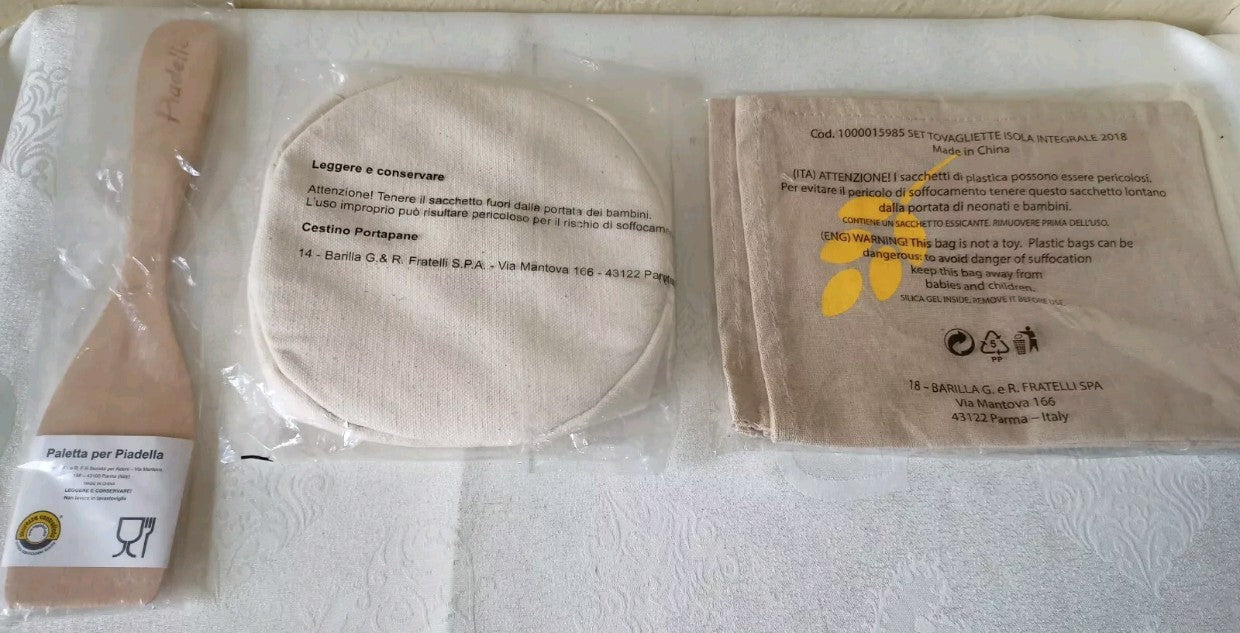 Piadella
Paletta per Piadella
LEGGERE E CONSERVARE!
Non lavare in lavastoviglie
Leggere e conservare
Attenzione! Tenere il sacchetto fuori dalla portata dei bambini.
L'uso improprio può risultare pericoloso per il rischio di soffocam
Cestino Portapane
14 - Barilla G.& R. Fratelli S.P.A. - Via Mantova 166 - 43122 Par
Cod. 1000015985 SET TOVAGLIETTE ISOLA INTEGRALE 2018
Made in China
(ITA) ATTENZIONE! I sacchetti di plastica possono essere pericolosi.
Per evitare il pericolo di soffocamento tenere questo sacchetto lontano
dalla portata di neonati e bambini.
CONTIENE UN SACCHETTO ESSICANTE. RIMUOVERE PRIMA DELL'USO.
(ENG) WARNING! This bag is not a toy. Plastic bags can be
dangerous: to avoid danger of suffocation
keep this bag away from
babies and children.
SILICA GEL INSIDE. REMOVE IT BEFORE USE.
5
PP
18 - BARILLA G. e R. FRATELLI SPA
Via Mantova 166
43122 Parma – Italy